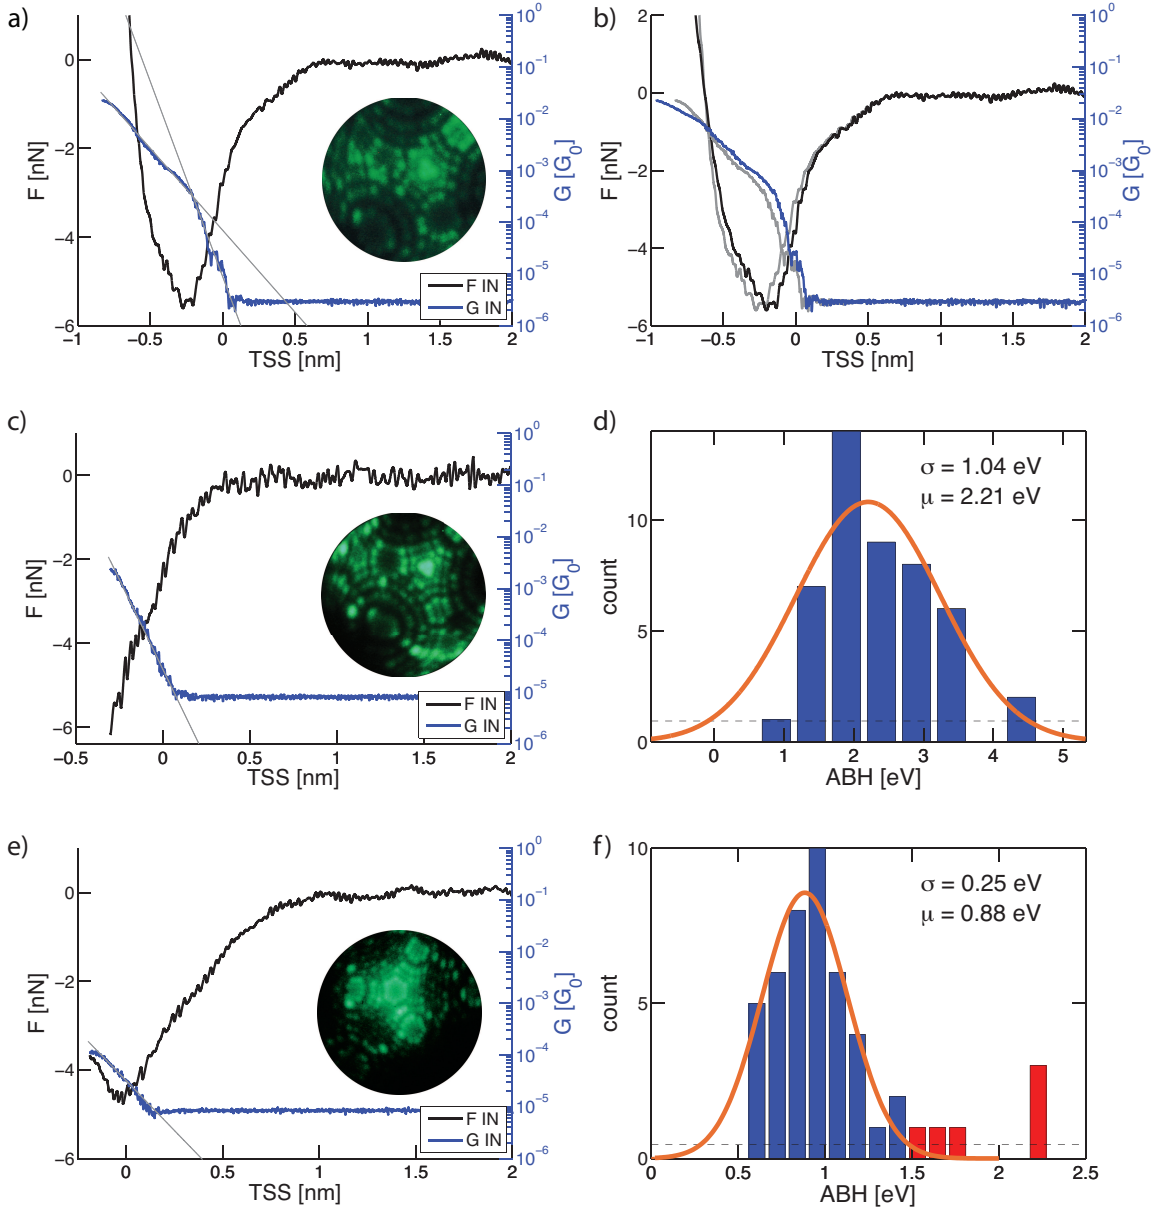 a)
0
−2
−4
−6
F [nN]
−1
−0.5
0
0.5
1
1.5
2
TSS [nm]
10⁰
10⁻¹
10⁻²
10⁻³
10⁻⁴
10⁻⁵
10⁻⁶
G [G₀]
F IN
G IN
b)
2
0
−2
2
−4
−6
F [nN]
−1
−0.5
0
0.5
1
1.5
2
TSS [nm]
10⁰
10⁻¹
10⁻²
10⁻³
10⁻⁴
10⁻⁵
10⁻⁶
G [G₀]
c)
0
−2
−4
−6
F [nN]
−0.5
0
0.5
1
1.5
2
TSS [nm]
10⁰
10⁻¹
10⁻²
10⁻³
10⁻⁴
10⁻⁵
10⁻⁶
G [G₀]
F IN
G IN
d)
σ = 1.04 eV
μ = 2.21 eV
10
5
0
count
0
1
2
3
4
5
ABH [eV]
e)
0
−2
−4
−6
F [nN]
0
0.5
1
1.5
2
TSS [nm]
10⁰
10⁻¹
10⁻²
10⁻³
10⁻⁴
10⁻⁵
10⁻⁶
G [G₀]
F IN
G IN
f)
σ = 0.25 eV
μ = 0.88 eV
10
5
0
count
0
0.5
1
1.5
2
2.5
ABH [eV]